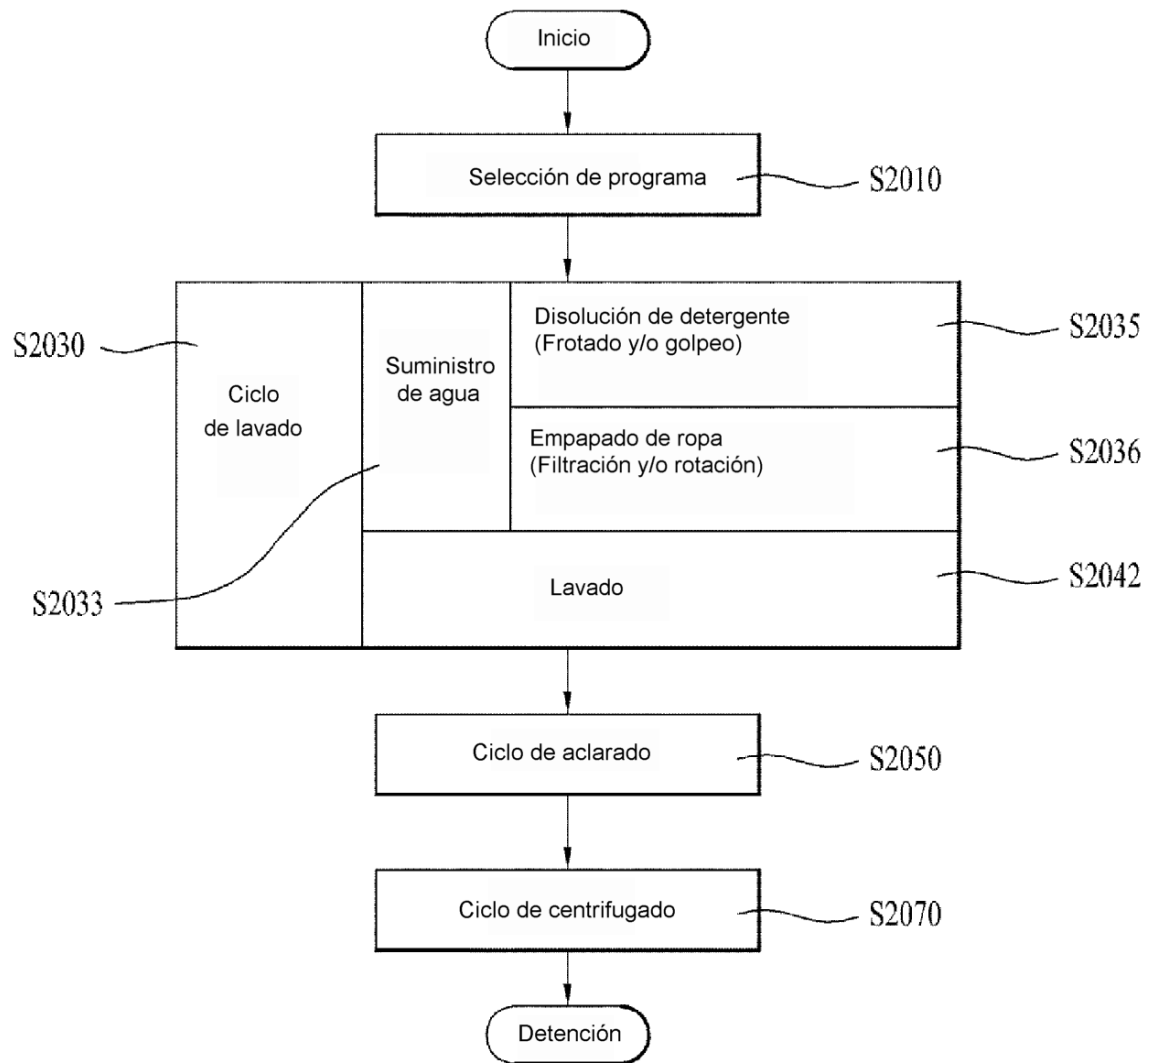 Inicio
Selección de programa
S2010
S2030
Ciclo
de lavado
Suministro
de agua
S2033
Disolución de detergente
(Frotado y/o golpeo)
S2035
Empapado de ropa
(Filtración y/o rotación)
S2036
Lavado
S2042
Ciclo de aclarado
S2050
Ciclo de centrifugado
S2070
Detención